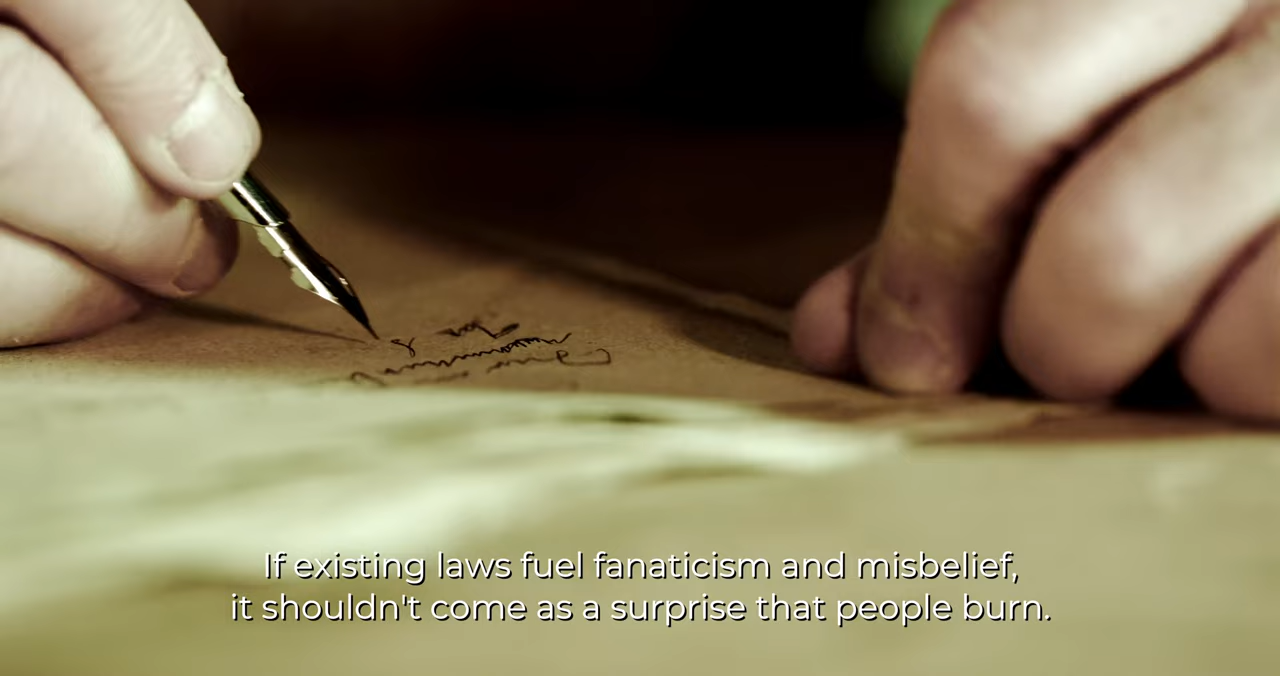 If existing laws fuel fanaticism and misbelief,
it shouldn't come as a surprise that people burn.